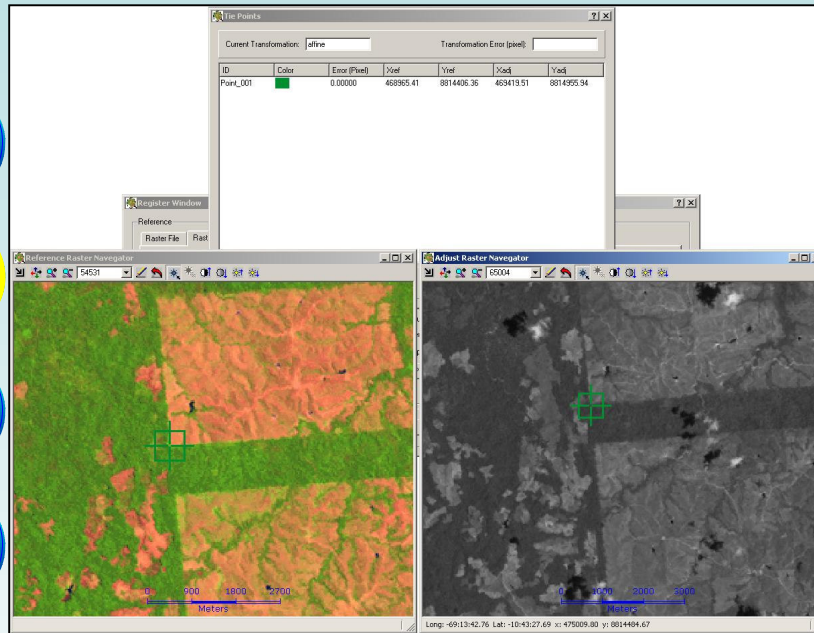 Tie Points
Current Transformation: affine Transformation Error (pixel):
ID Color Error (Pixel) Xref Yref Xadj Yadj
Point_001 0.00000 468965.41 8814406.36 469419.51 8814955.94
Register Window
Reference
Raster File Rast
Reference Raster Navegator
54531
0 900 1800 2700
Meters
Adjust Raster Navegator
65004
0 1000 2000 3000
Meters
Long: -69:13:42.76 Lat: -10:43:27.69 x: 475009.80 y: 8814484.67